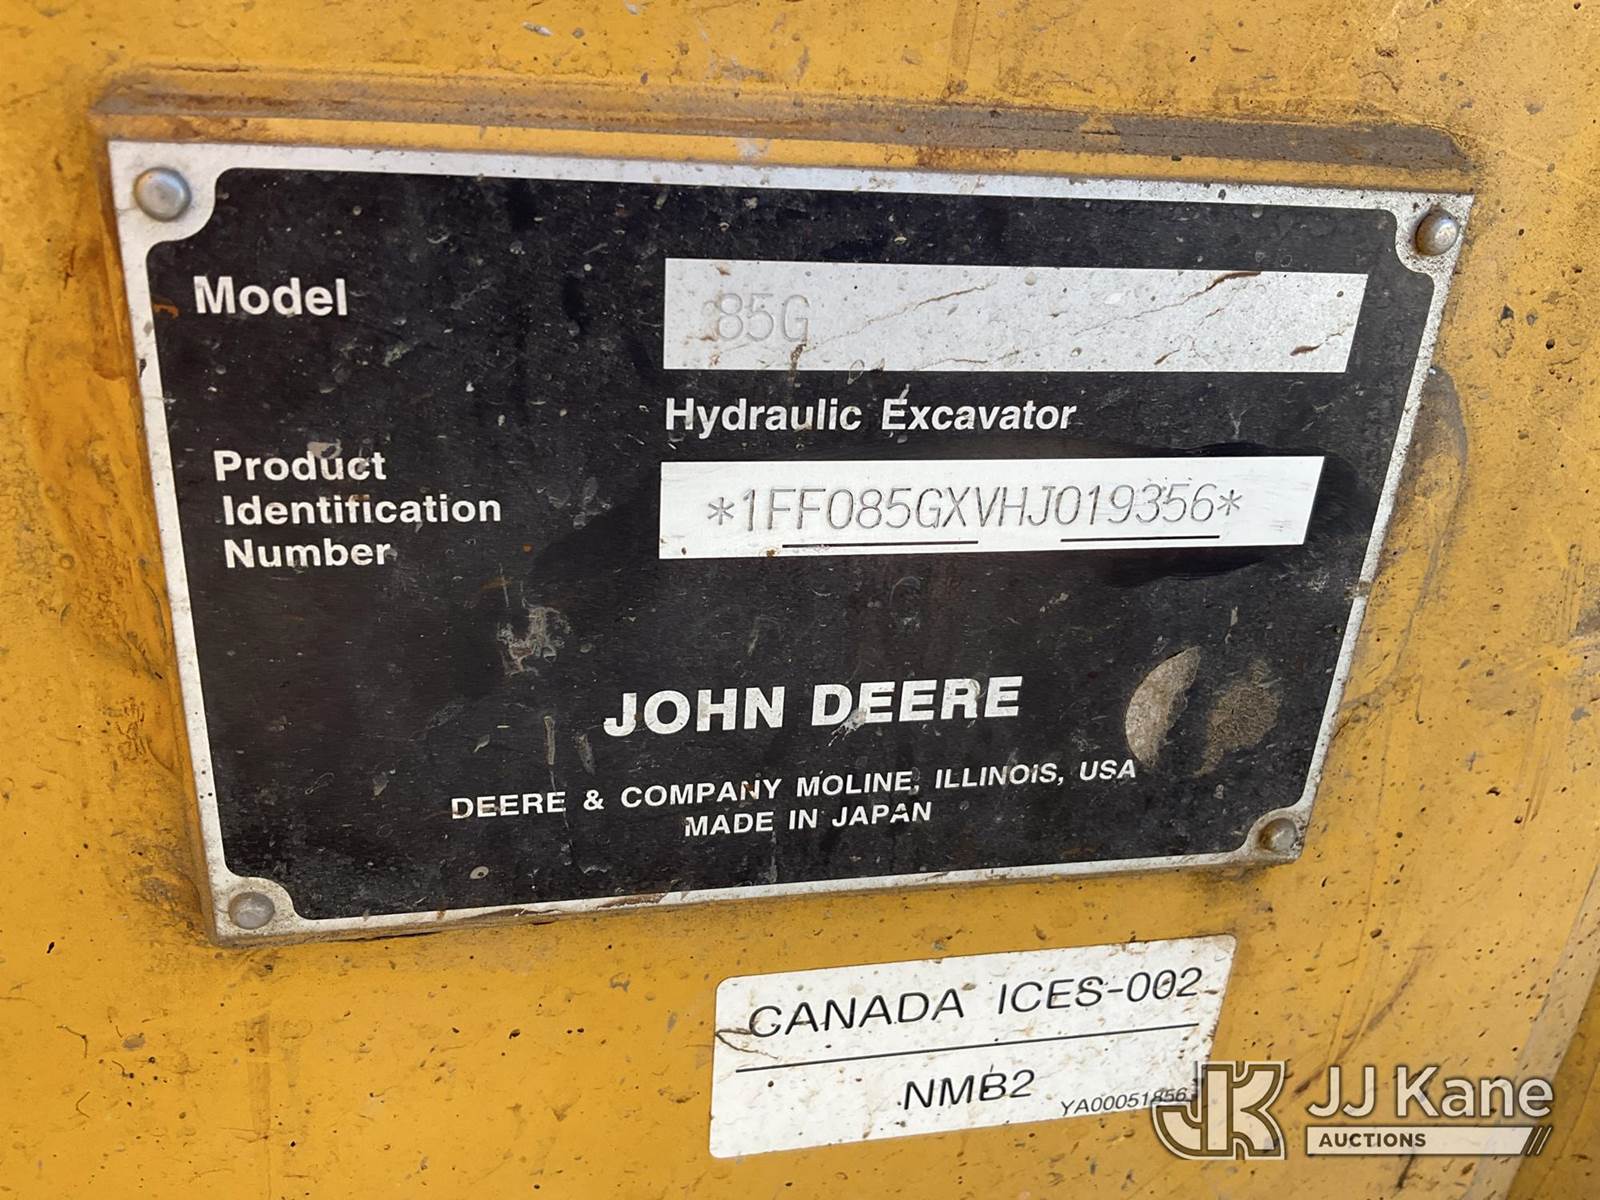 Model
85G
Hydraulic Excavator
Product
Identification
Number
*1FF085GXVHJ019356*
JOHN DEERE
DEERE & COMPANY MOLINE, ILLINOIS, USA
MADE IN JAPAN
CANADA ICES-002
NMB2
JJ Kane
AUCTIONS